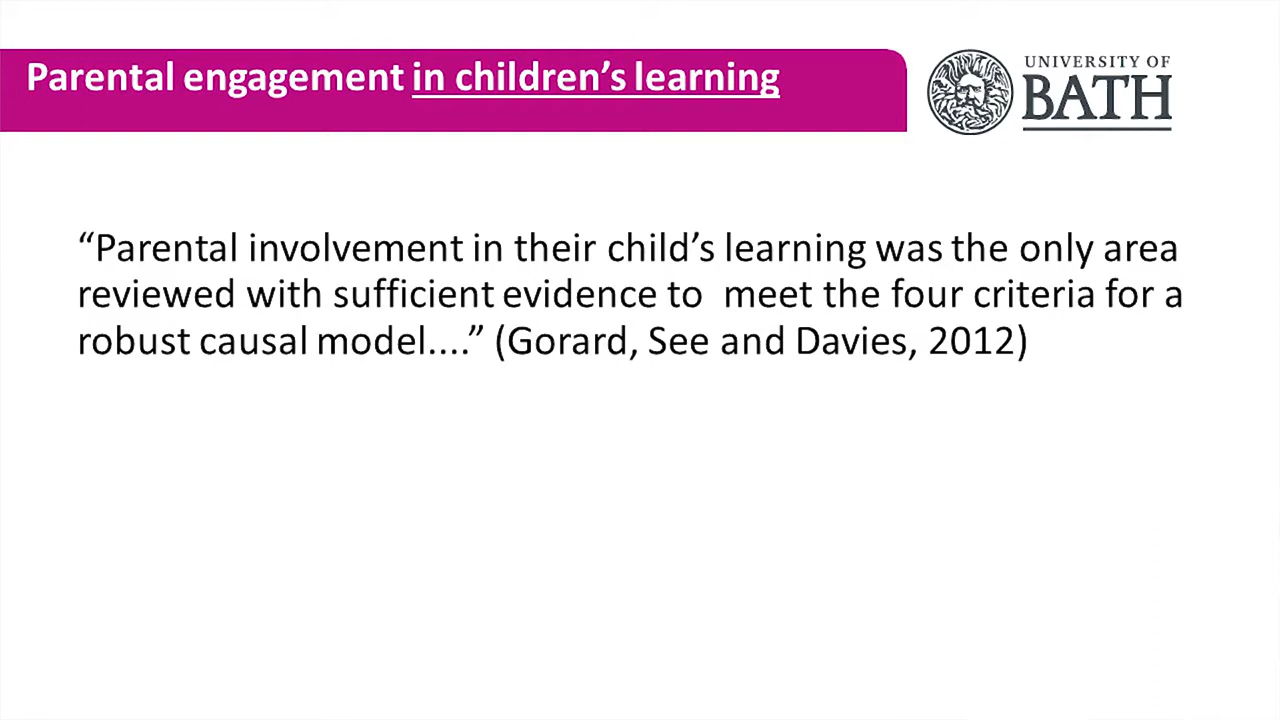 Parental engagement in children’s learning
UNIVERSITY OF
BATH
“Parental involvement in their child’s learning was the only area
reviewed with sufficient evidence to  meet the four criteria for a
robust causal model....” (Gorard, See and Davies, 2012)